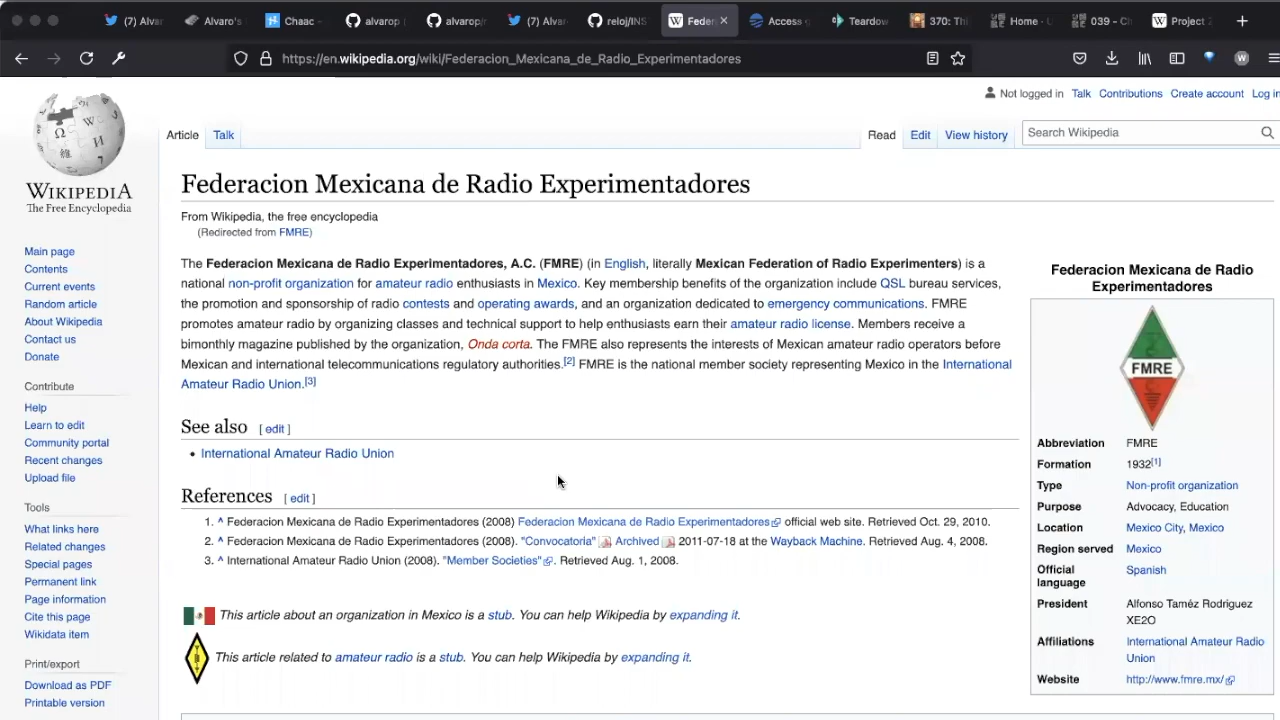 (7) Alvar
Alvaro's
Chaac
alvarop
alvarop/r
(7) Alvar
reloj/INS
Feder
Access
Teardow
370: Th
Home
039
Project
https://en.wikipedia.org/wiki/Federacion_Mexicana_de_Radio_Experimentadores
Not logged in Talk Contributions Create account Log in
Article Talk Read Edit View history Search Wikipedia
WIKIPEDIA
The Free Encyclopedia
Main page
Contents
Current events
Random article
About Wikipedia
Contact us
Donate
Contribute
Help
Learn to edit
Community portal
Recent changes
Upload file
Tools
What links here
Related changes
Special pages
Permanent link
Page information
Cite this page
Wikidata item
Print/export
Download as PDF
Printable version
Federacion Mexicana de Radio Experimentadores
From Wikipedia, the free encyclopedia
(Redirected from FMRE)
The Federacion Mexicana de Radio Experimentadores, A.C. (FMRE) (in English, literally Mexican Federation of Radio Experimenters) is a
national non-profit organization for amateur radio enthusiasts in Mexico. Key membership benefits of the organization include QSL bureau services,
the promotion and sponsorship of radio contests and operating awards, and an organization dedicated to emergency communications. FMRE
promotes amateur radio by organizing classes and technical support to help enthusiasts earn their amateur radio license. Members receive a
bimonthly magazine published by the organization, Onda corta. The FMRE also represents the interests of Mexican amateur radio operators before
Mexican and international telecommunications regulatory authorities.[2] FMRE is the national member society representing Mexico in the International
Amateur Radio Union.[3]
See also [ edit ]
• International Amateur Radio Union
References [ edit ]
1. ^ Federacion Mexicana de Radio Experimentadores (2008) Federacion Mexicana de Radio Experimentadores official web site. Retrieved Oct. 29, 2010.
2. ^ Federacion Mexicana de Radio Experimentadores (2008). "Convocatoria" Archived 2011-07-18 at the Wayback Machine. Retrieved Aug. 4, 2008.
3. ^ International Amateur Radio Union (2008). "Member Societies". Retrieved Aug. 1, 2008.
This article about an organization in Mexico is a stub. You can help Wikipedia by expanding it.
This article related to amateur radio is a stub. You can help Wikipedia by expanding it.
Federacion Mexicana de Radio
Experimentadores
FMRE
Abbreviation FMRE
Formation 1932[1]
Type Non-profit organization
Purpose Advocacy, Education
Location Mexico City, Mexico
Region served Mexico
Official language Spanish
President Alfonso Taméz Rodríguez
XE2O
Affiliations International Amateur Radio
Union
Website http://www.fmre.mx/